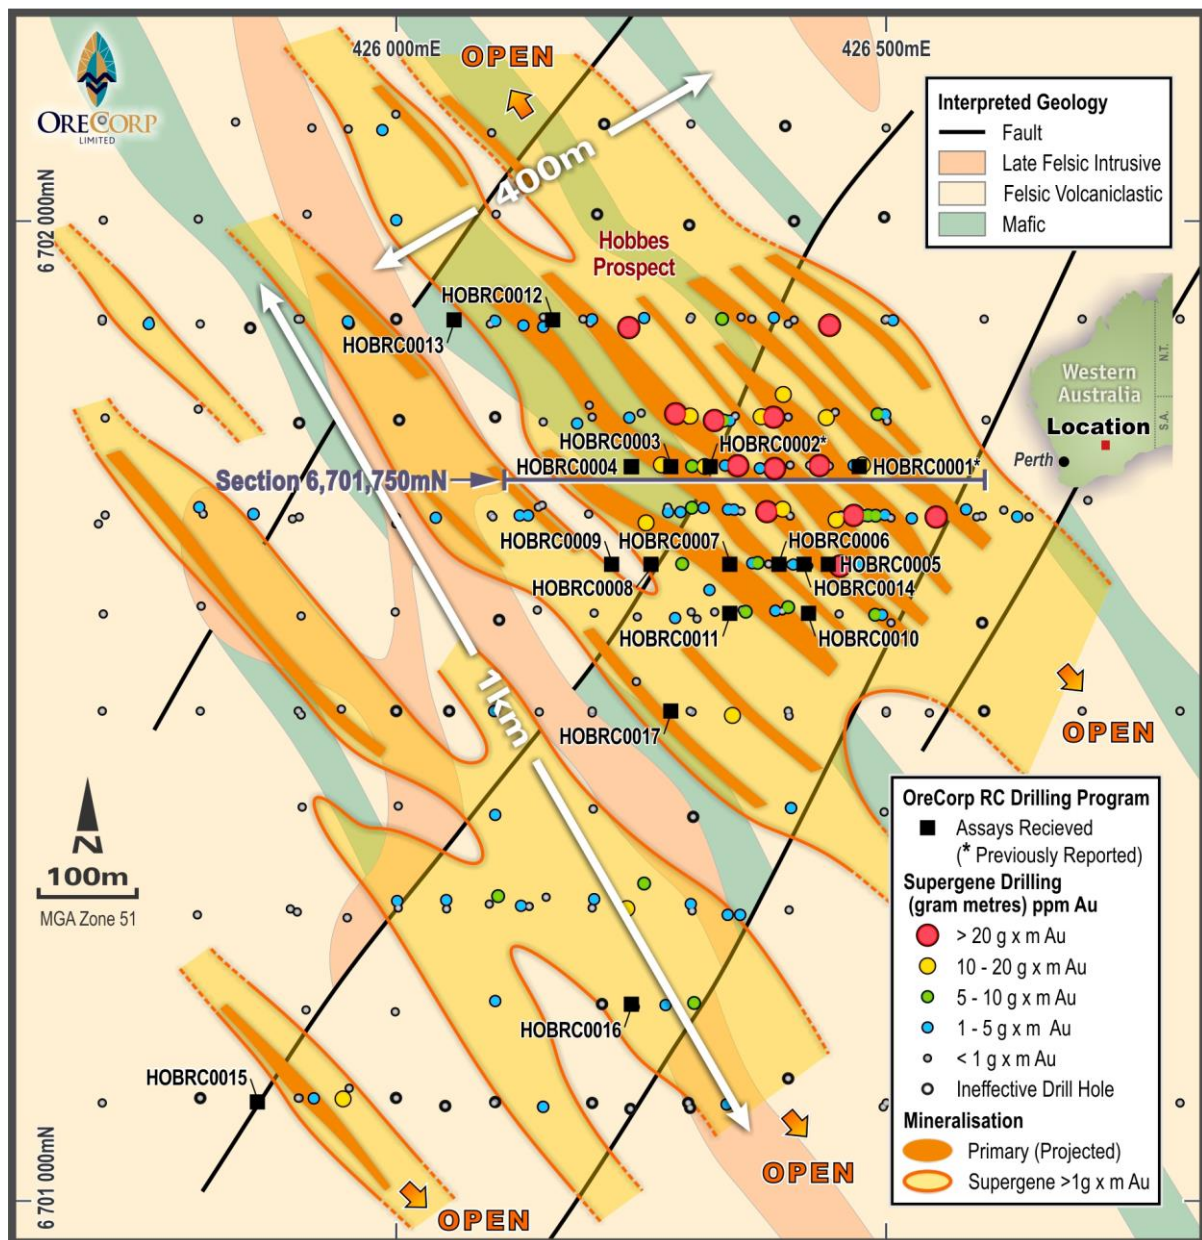 426 000mE
OPEN
426 500mE
ORECORP
LIMITED
Interpreted Geology
Fault
Late Felsic Intrusive
Felsic Volcaniclastic
Mafic
400m
6 702 000mN
Hobbes
Prospect
HOBRC0012
HOBRC0013
N.T.
S.A.
Western
Australia
Location
Perth
HOBRC0003
HOBRC0002*
HOBRC0004
HOBRC0001*
Section 6,701,750mN
HOBRC0009
HOBRC0007
HOBRC0006
HOBRC0005
HOBRC0008
HOBRC0014
HOBRC0011
HOBRC0010
1km
HOBRC0017
OPEN
N
100m
MGA Zone 51
OreCorp RC Drilling Program
Assays Recieved
(* Previously Reported)
Supergene Drilling
(gram metres) ppm Au
> 20 g x m Au
10 - 20 g x m Au
5 - 10 g x m Au
1 - 5 g x m Au
< 1 g x m Au
Ineffective Drill Hole
Mineralisation
Primary (Projected)
Supergene >1g x m Au
HOBRC0016
HOBRC0015
6 701 000mN
OPEN
OPEN